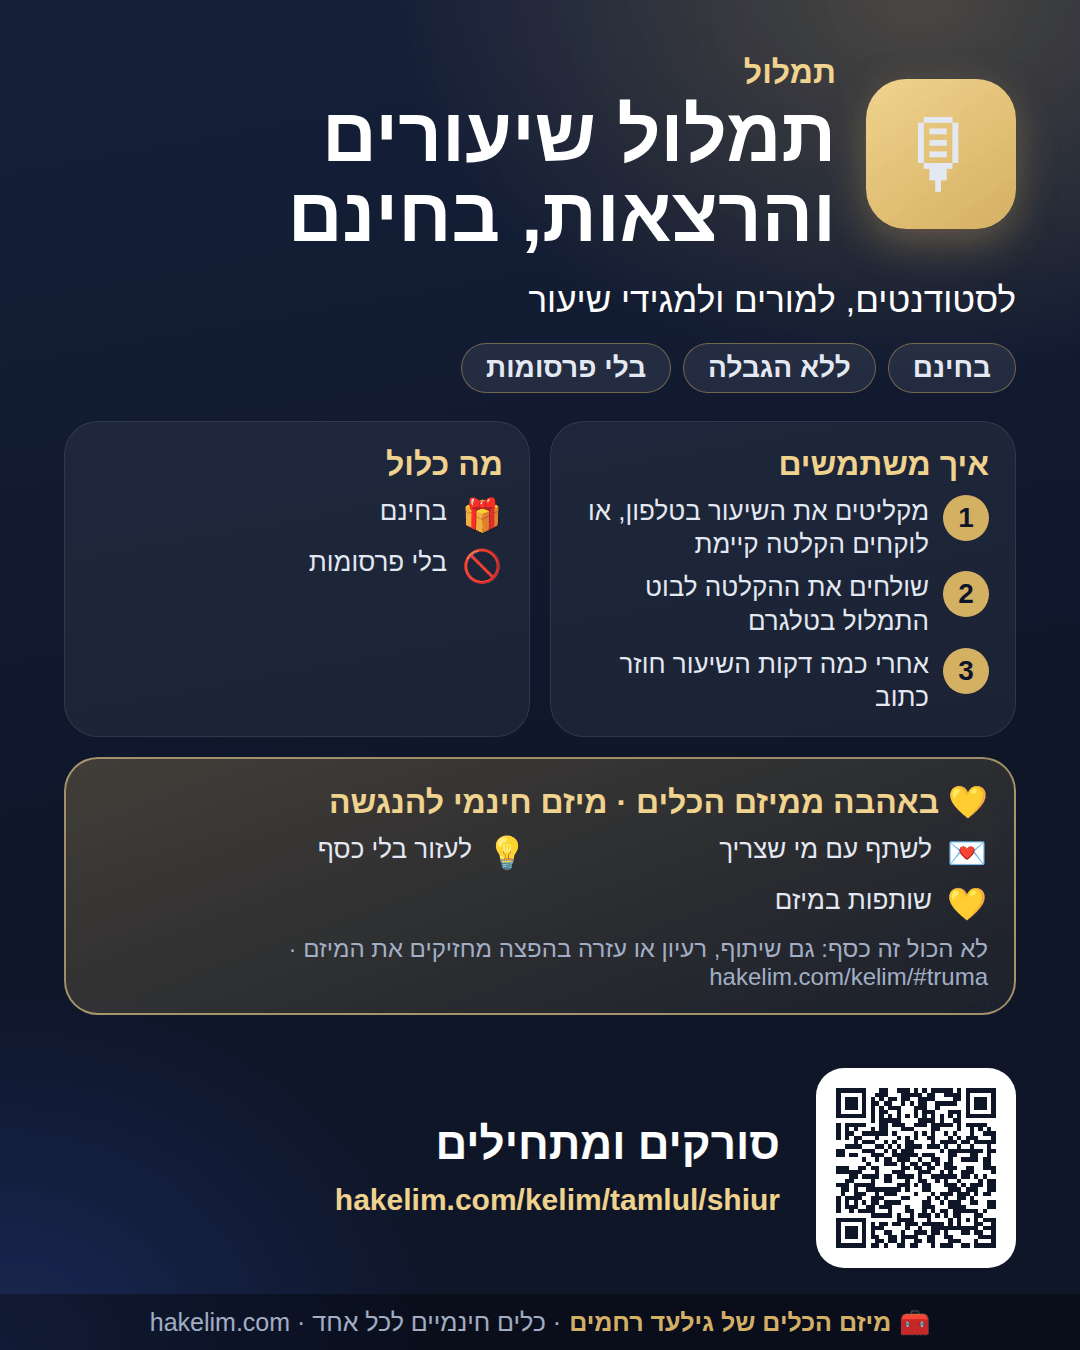 תמלול
תמלול שיעורים
והרצאות, בחינם
לסטודנטים, למורים ולמגידי שיעור
בחינם
ללא הגבלה
בלי פרסומות
איך משתמשים
1 מקליטים את השיעור בטלפון, או
לוקחים הקלטה קיימת
2 שולחים את ההקלטה לבוט
התמלול בטלגרם
3 אחרי כמה דקות השיעור חוזר
כתוב
מה כלול
🎁 בחינם
🚫 בלי פרסומות
💛 באהבה ממיזם הכלים · מיזם חינמי להנגשה
💌 לשתף עם מי שצריך
💡 לעזור בלי כסף
💛 שותפות במיזם
לא הכול זה כסף: גם שיתוף, רעיון או עזרה בהפצה מחזיקים את המיזם ·
hakelim.com/kelim/#truma
סורקים ומתחילים
hakelim.com/kelim/tamlul/shiur
🧰 מיזם הכלים של גילעד רחמים · כלים חינמיים לכל אחד · hakelim.com